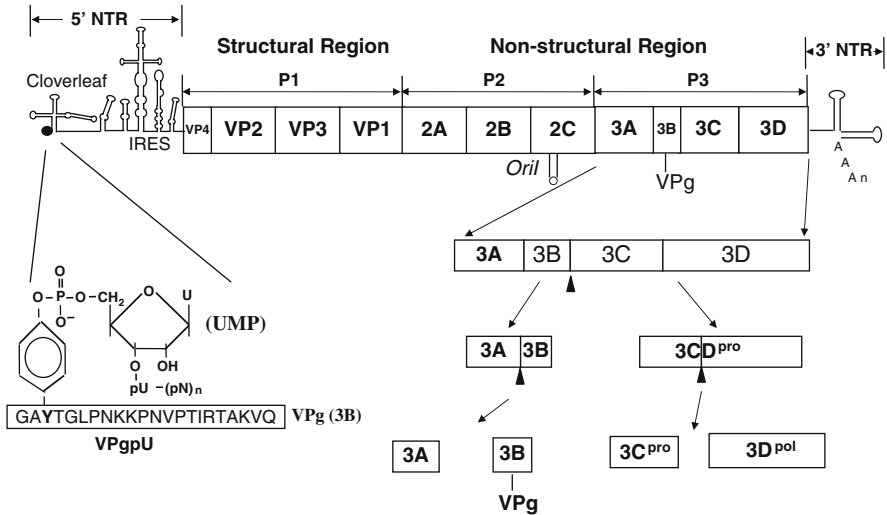 5' NTR
Structural Region
Non-structural Region
3' NTR
Cloverleaf
P1
P2
P3
VP4
VP2
VP3
VP1
2A
2B
2C
3A
3B
3C
3D
IRES
OriI
VPg
A
A
An
3A
3B
3C
3D
O
O-P-O-CH2
O
U
O-
(UMP)
O
OH
pU-(pN)n
3A
3B
3CDpro
GAYTGLPNKKPNVPTIRTAKVQ
VPg (3B)
VPgpU
3A
3B
3Cpro
3Dpol
VPg